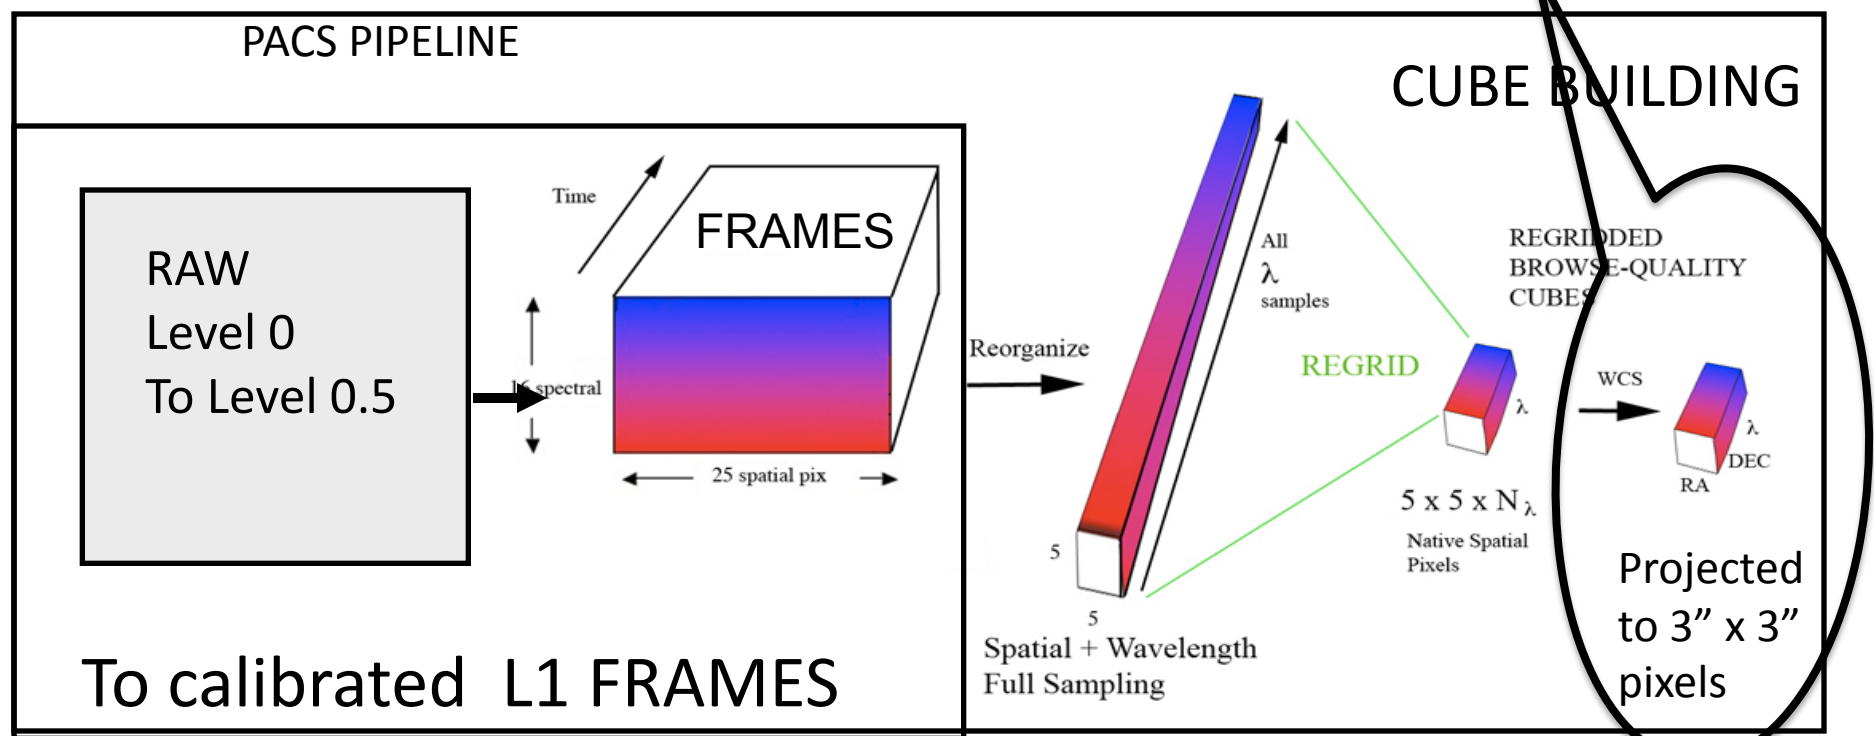 PACS PIPELINE
CUBE BUILDING
RAW
Level 0
To Level 0.5
Time
FRAMES
16 spectral
25 spatial pix
To calibrated L1 FRAMES
Reorganize
All
λ
samples
5
5
Spatial + Wavelength
Full Sampling
REGRID
REGRIDDED
BROWSE-QUALITY
CUBES
λ
5 x 5 x Nλ
Native Spatial
Pixels
WCS
λ
DEC
RA
Projected
to 3” x 3”
pixels